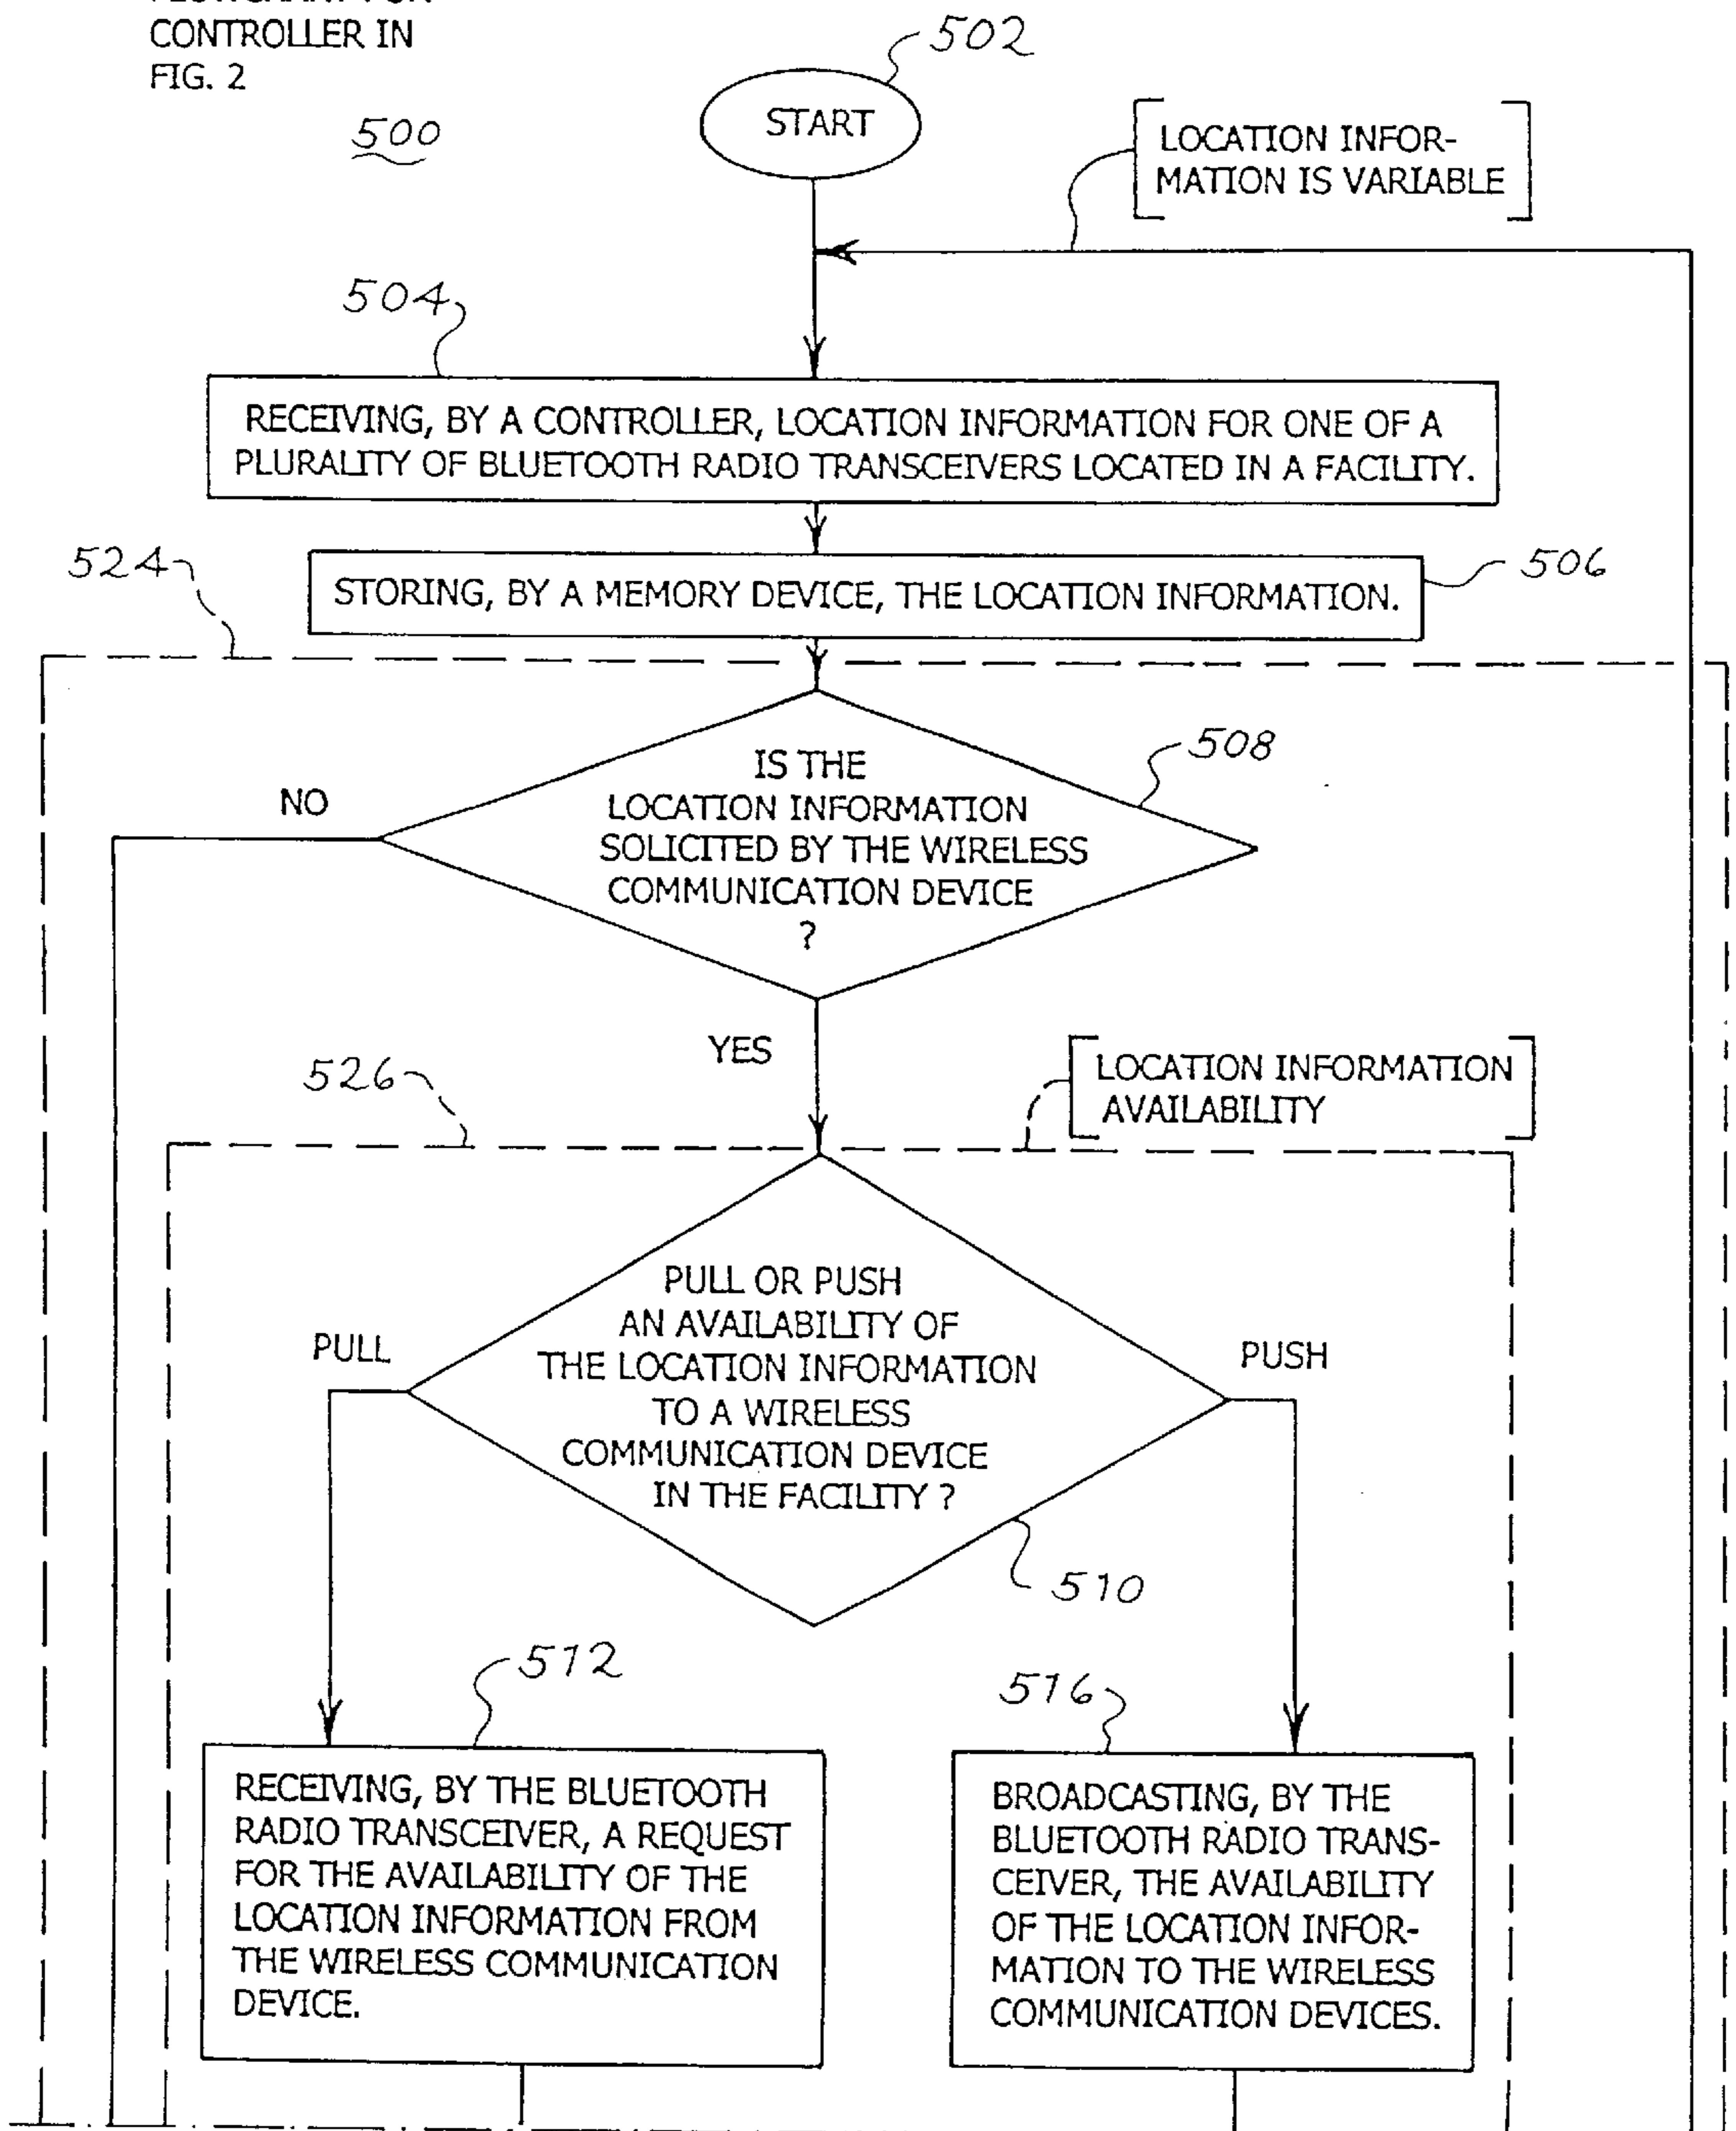 CONTROLLER IN
FIG. 2
500
502
START
LOCATION INFOR-
MATION IS VARIABLE
504
RECEIVING, BY A CONTROLLER, LOCATION INFORMATION FOR ONE OF A
PLURALITY OF BLUETOOTH RADIO TRANSCEIVERS LOCATED IN A FACILITY.
524
STORING, BY A MEMORY DEVICE, THE LOCATION INFORMATION.
506
508
IS THE
LOCATION INFORMATION
SOLICITED BY THE WIRELESS
COMMUNICATION DEVICE
?
NO
YES
526
LOCATION INFORMATION
AVAILABILITY
PULL OR PUSH
AN AVAILABILITY OF
THE LOCATION INFORMATION
TO A WIRELESS
COMMUNICATION DEVICE
IN THE FACILITY ?
PULL
PUSH
510
512
516
RECEIVING, BY THE BLUETOOTH
RADIO TRANSCEIVER, A REQUEST
FOR THE AVAILABILITY OF THE
LOCATION INFORMATION FROM
THE WIRELESS COMMUNICATION
DEVICE.
BROADCASTING, BY THE
BLUETOOTH RADIO TRANS-
CEIVER, THE AVAILABILITY
OF THE LOCATION INFOR-
MATION TO THE WIRELESS
COMMUNICATION DEVICES.